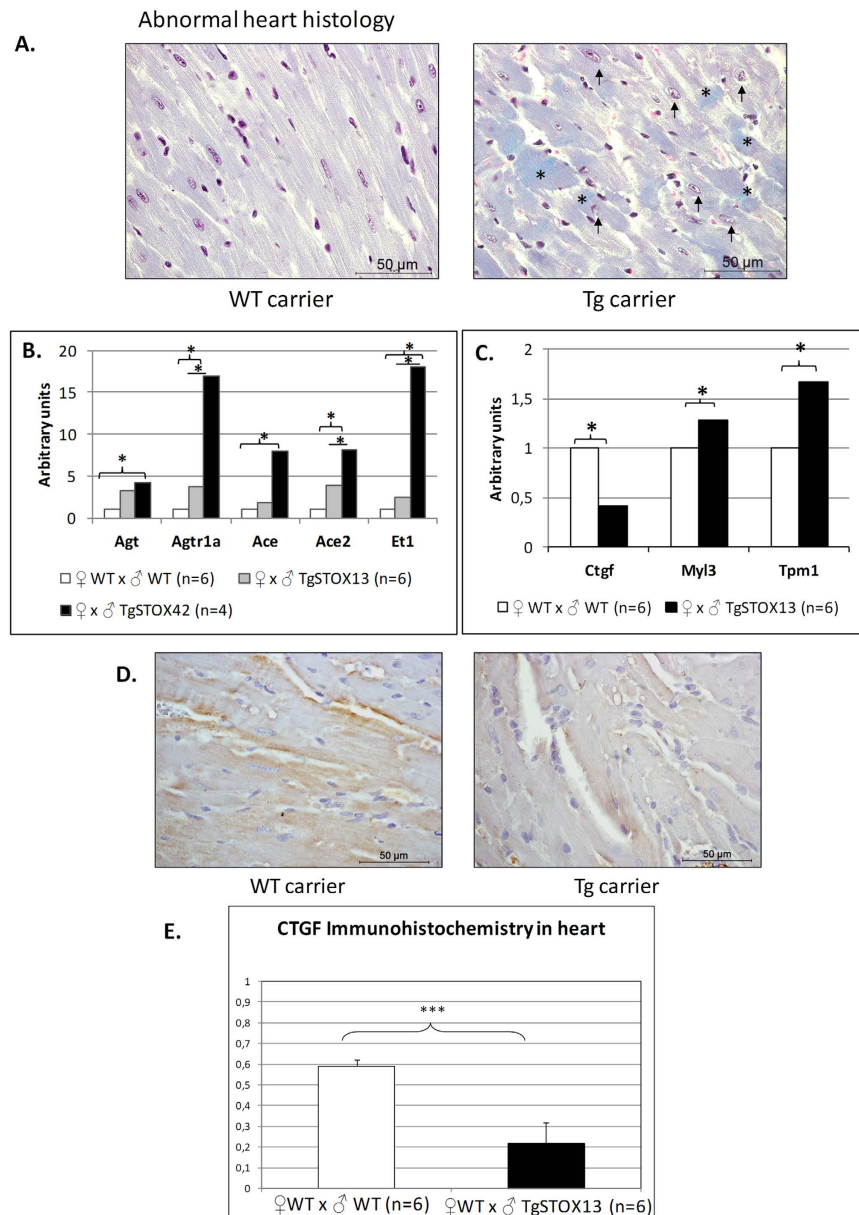 Abnormal heart histology
A.
* * * * *
50 µm
50 µm
WT carrier
Tg carrier
B.
Arbitrary units
20
15
10
5
0
* * * * * * * *
Agt Agtr1a Ace Ace2 Et1
♀ WT x ♂ WT (n=6) ♀ x ♂ TgSTOX13 (n=6)
♀ x ♂ TgSTOX42 (n=4)
C.
Arbitrary units
2
1,5
1
0,5
0
* * *
Ctgf Myl3 Tpm1
♀ WT x ♂ WT (n=6) ♀ x ♂ TgSTOX13 (n=6)
D.
50 µm
50 µm
WT carrier
Tg carrier
E.
CTGF Immunohistochemistry in heart
1
0,9
0,8
0,7
0,6
0,5
0,4
0,3
0,2
0,1
0
***
♀WT x ♂ WT (n=6) ♀WT x ♂ TgSTOX13 (n=6)